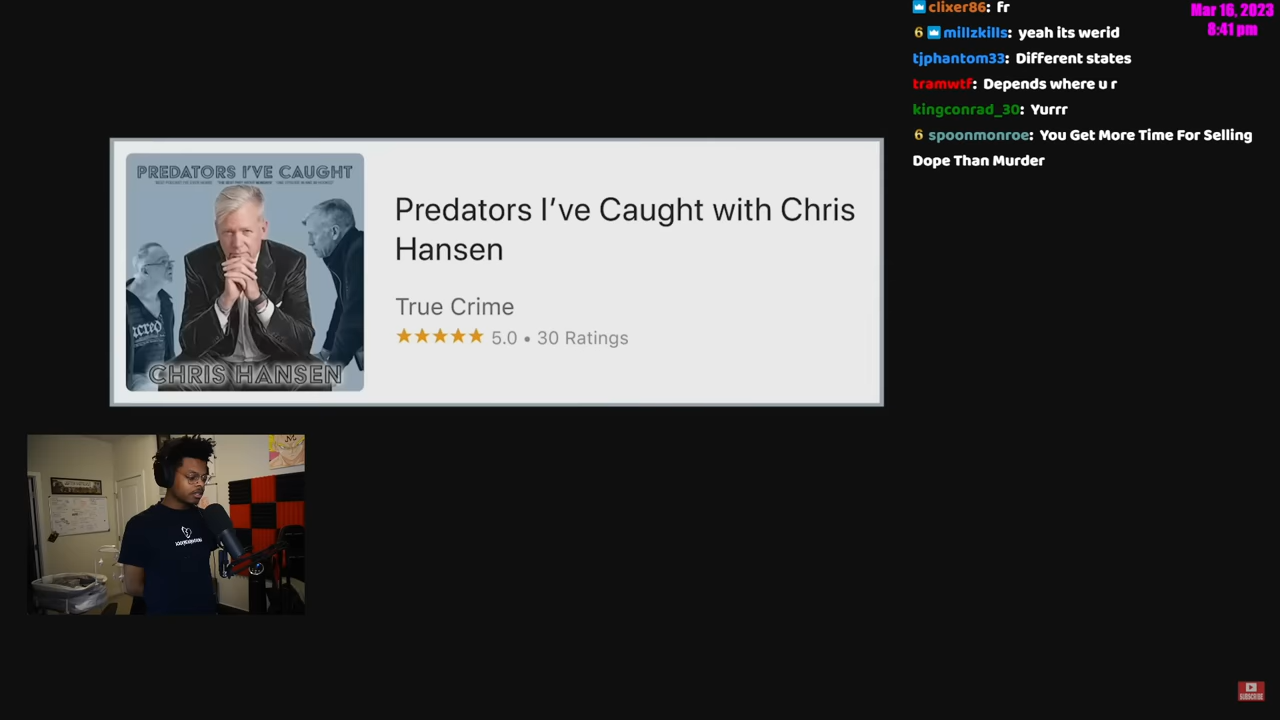 clixer86: fr
6 millzkills: yeah its werid
tjphantom33: Different states
tramwtf: Depends where u r
kingconrad_30: Yurrr
6 spoonmonroe: You Get More Time For Selling
Dope Than Murder
Mar 16, 2023
8:41 pm
PREDATORS I'VE CAUGHT
CHRIS HANSEN
Predators I’ve Caught with Chris
Hansen
True Crime
5.0 • 30 Ratings
SUBSCRIBE